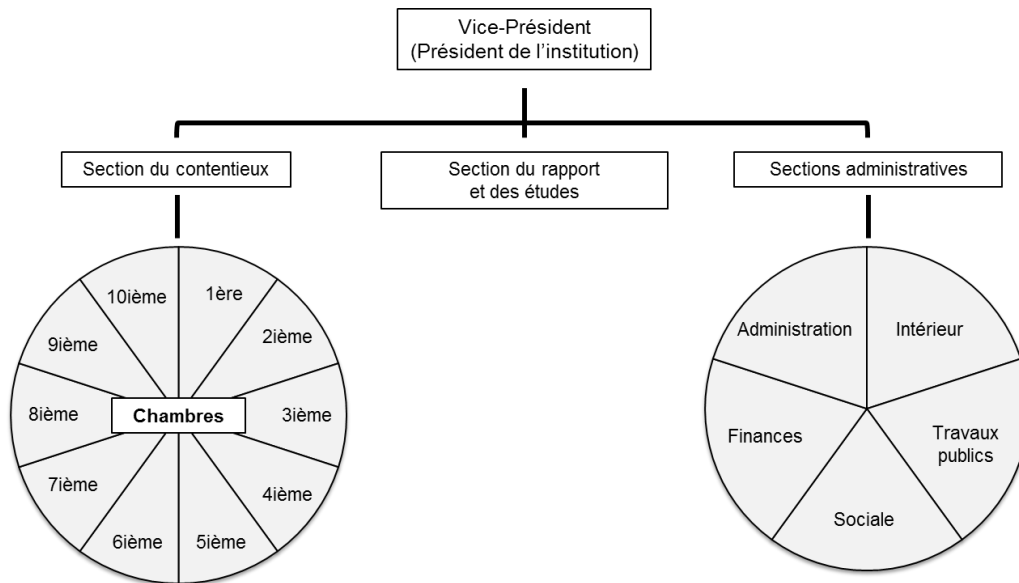 Vice-Président
(Président de l’institution)
Section du contentieux
Section du rapport
et des études
Sections administratives
10ième
1ère
9ième
2ième
8ième
Chambres
3ième
7ième
4ième
6ième
5ième
Administration
Intérieur
Finances
Travaux
publics
Sociale